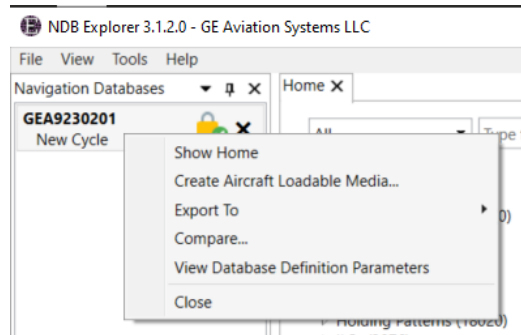 NDB Explorer 3.1.2.0 - GE Aviation Systems LLC
File View Tools Help
Navigation Databases
Home
GEA9230201
New Cycle
All
Type
Show Home
Create Aircraft Loadable Media...
Export To
Compare...
View Database Definition Parameters
Close
0)
Holding Patterns (18020)